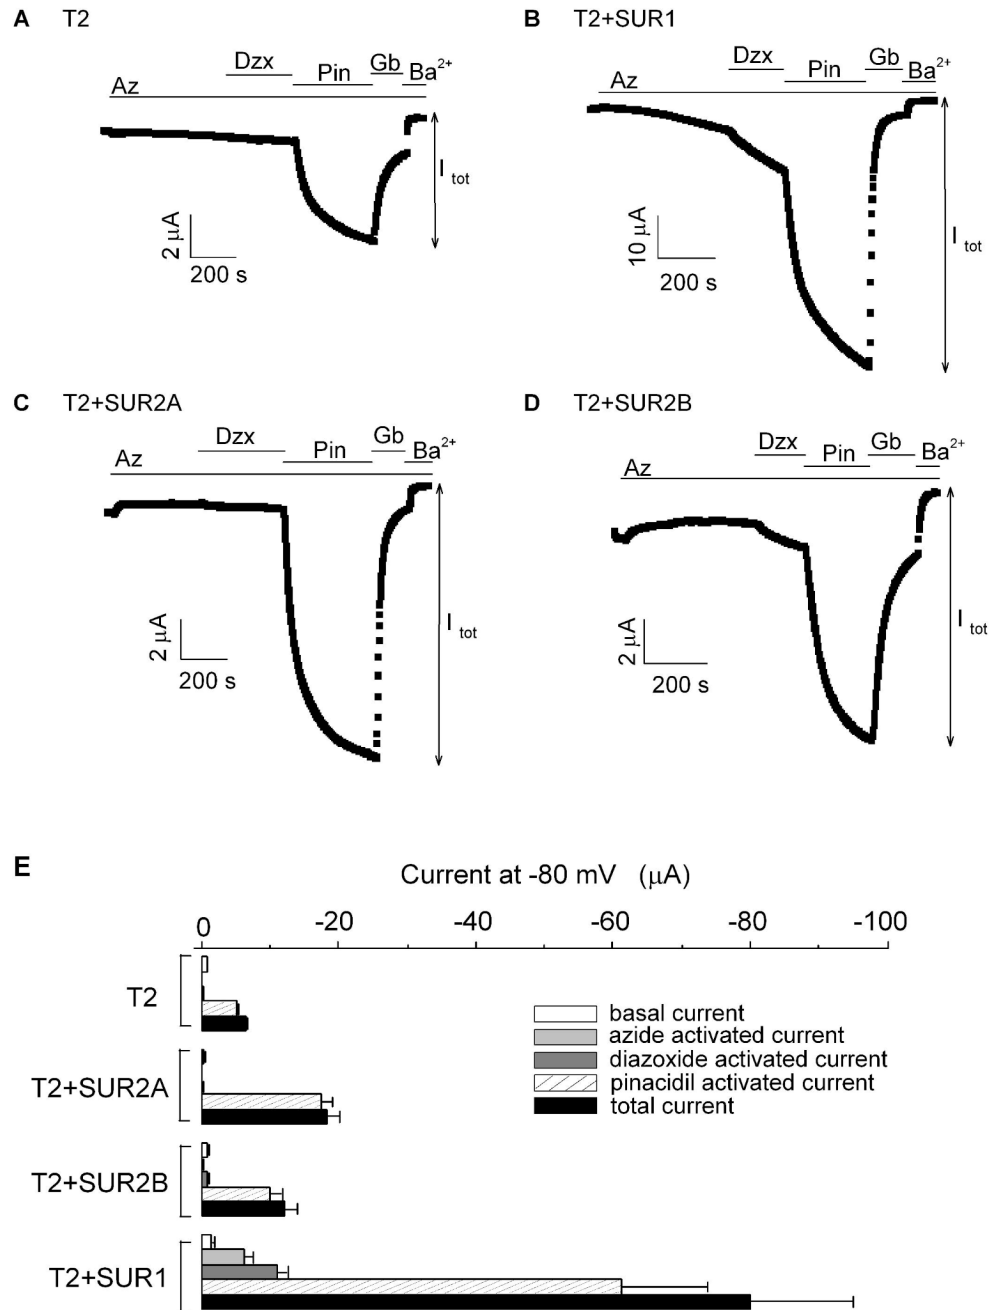 A T2
Dzx
Pin
Gb
Ba2+
Az
I tot
2 μA
200 s
B T2+SUR1
Dzx
Pin
Gb
Ba2+
Az
I tot
10 μA
200 s
C T2+SUR2A
Dzx
Pin
Gb
Ba2+
Az
I tot
2 μA
200 s
D T2+SUR2B
Dzx
Pin
Gb
Ba2+
Az
I tot
2 μA
200 s
E
Current at -80 mV (μA)
0 -20 -40 -60 -80 -100
T2
T2+SUR2A
T2+SUR2B
T2+SUR1
basal current
azide activated current
diazoxide activated current
pinacidil activated current
total current